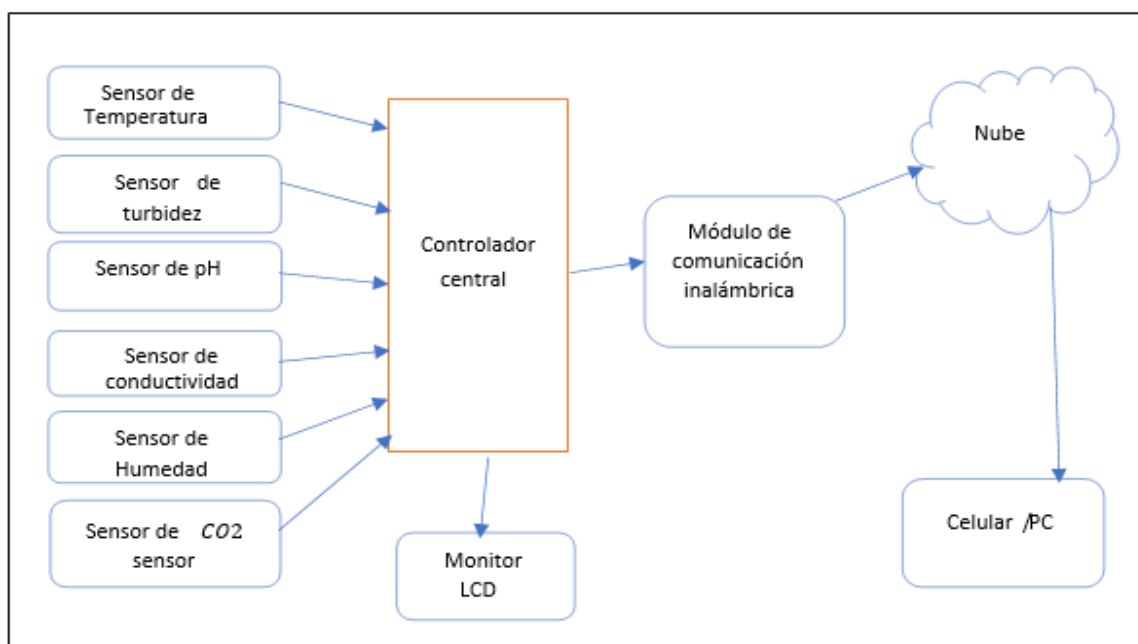 Sensor de
Temperatura
Sensor de
turbidez
Sensor de pH
Sensor de
conductividad
Sensor de
Humedad
Sensor de CO2
sensor
Controlador
central
Monitor
LCD
Módulo de
comunicación
inalámbrica
Nube
Celular /PC